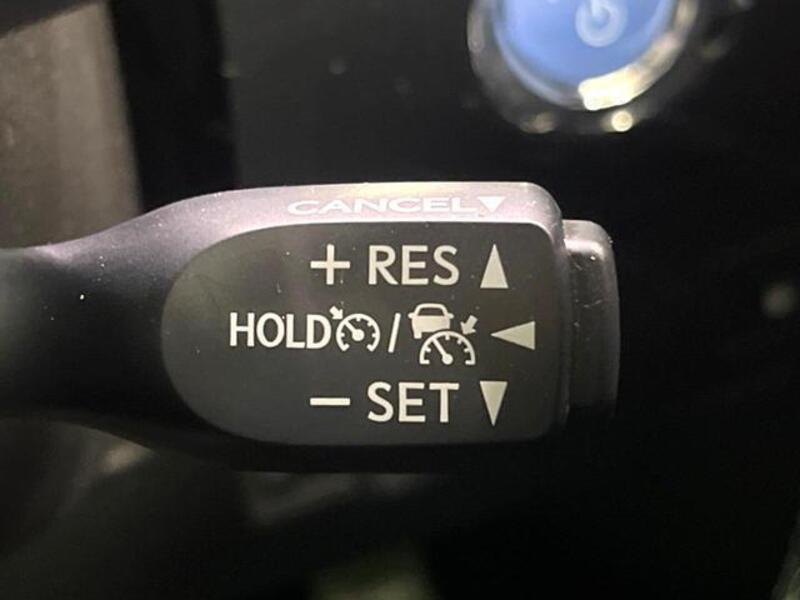 CANCEL▼
+ RES ▲
HOLD / ◀
− SET ▼